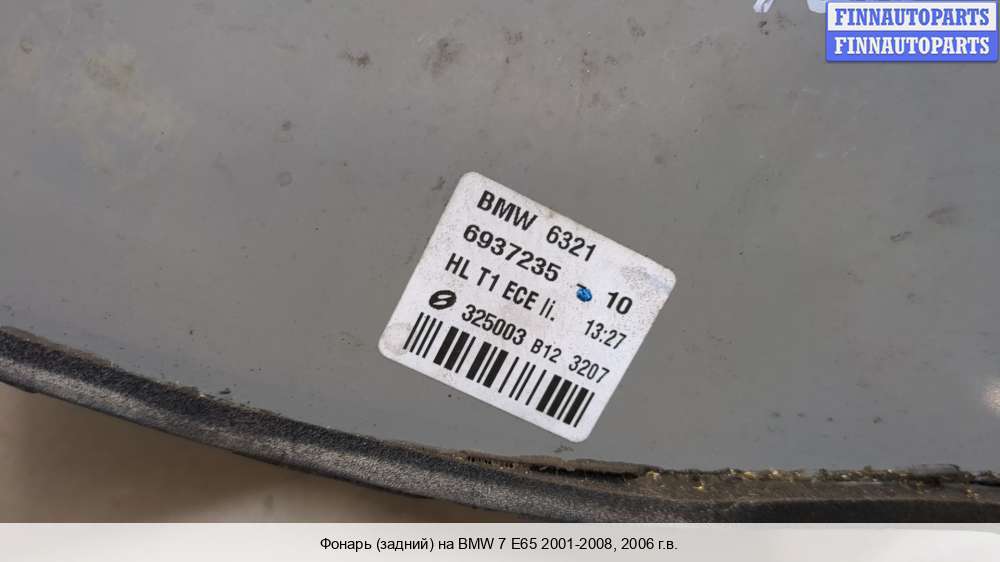 FINNAUTOPARTS
FINNAUTOPARTS
BMW 6321
6937235 - 10
HL T1 ECE li. 13:27
325003 B12 3207
Фонарь (задний) на BMW 7 E65 2001-2008, 2006 г.в.